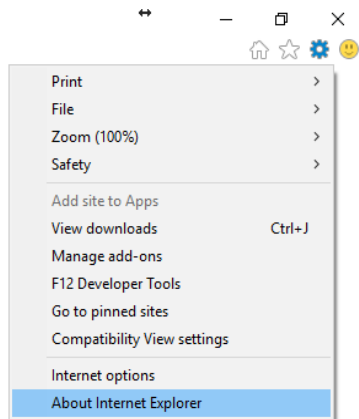 Print
File
Zoom (100%)
Safety
Add site to Apps
View downloads Ctrl+J
Manage add-ons
F12 Developer Tools
Go to pinned sites
Compatibility View settings
Internet options
About Internet Explorer